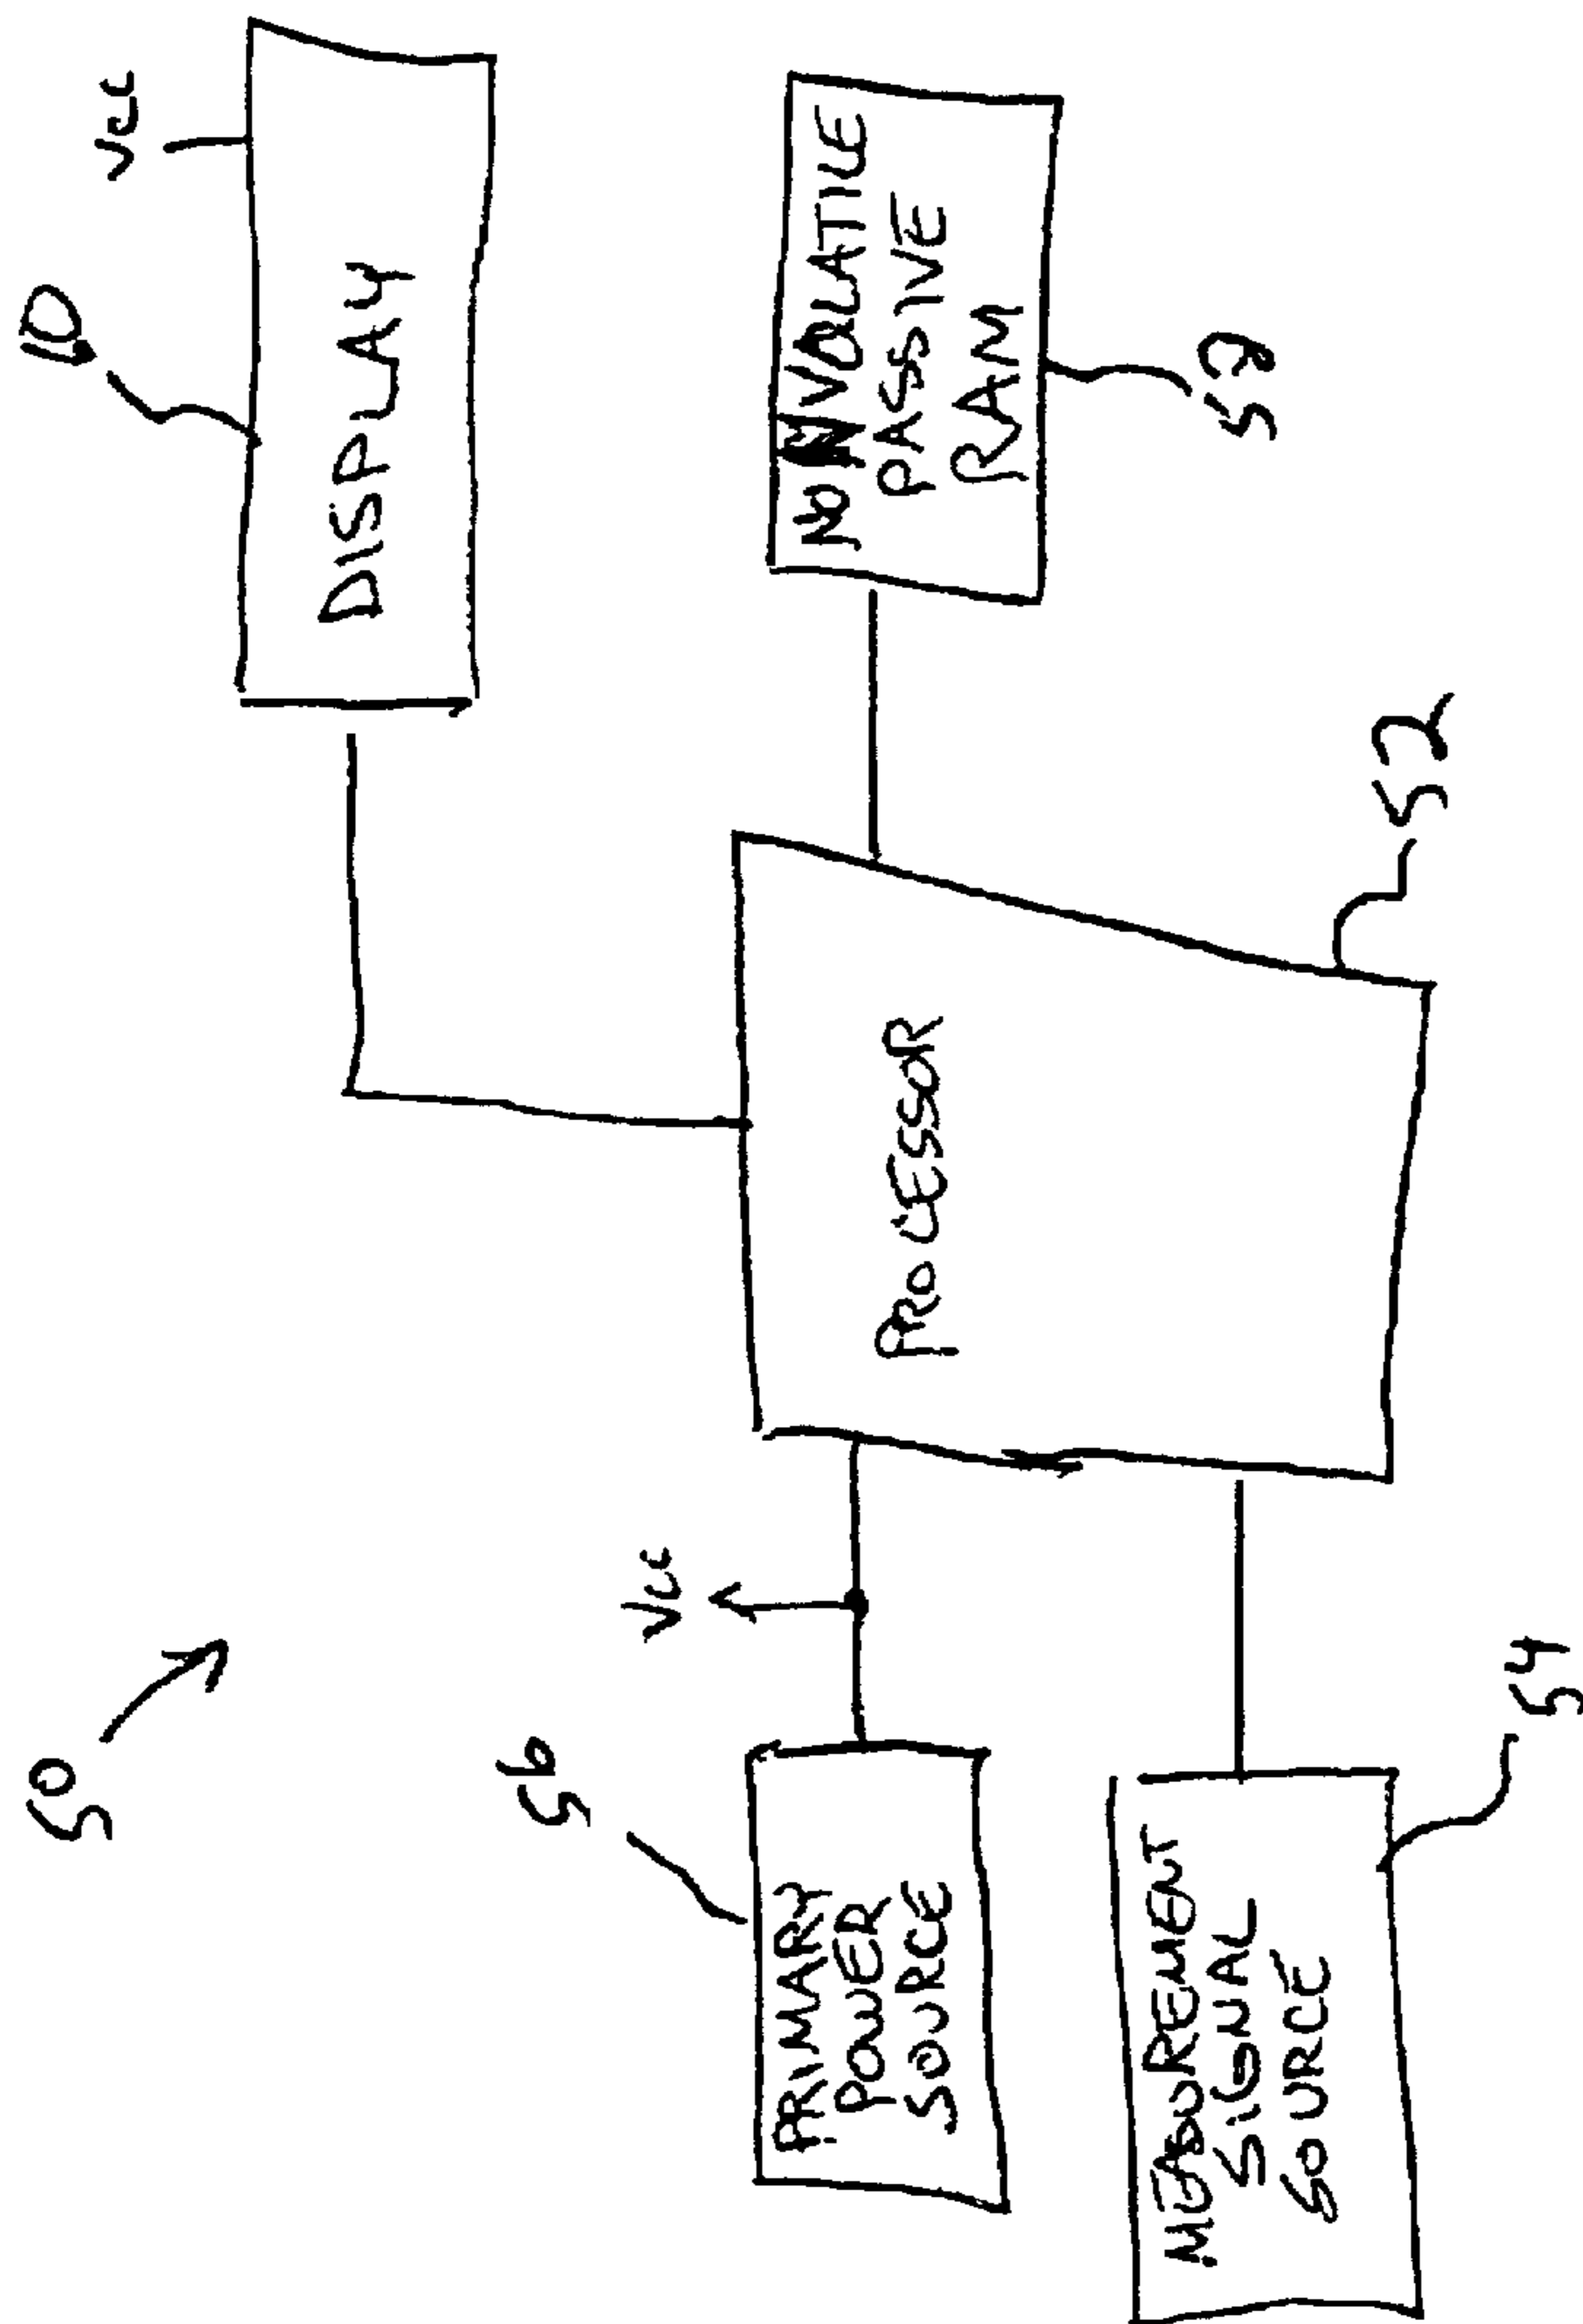 50
10
Vcc
DISPLAY
56
Vcc
PRIMARY
POWER
SOURCE
PROCESSOR
NONVOLATILE
PASSIVE
RAM
58
MEASUREMENT
SIGNAL
SOURCE
52
54